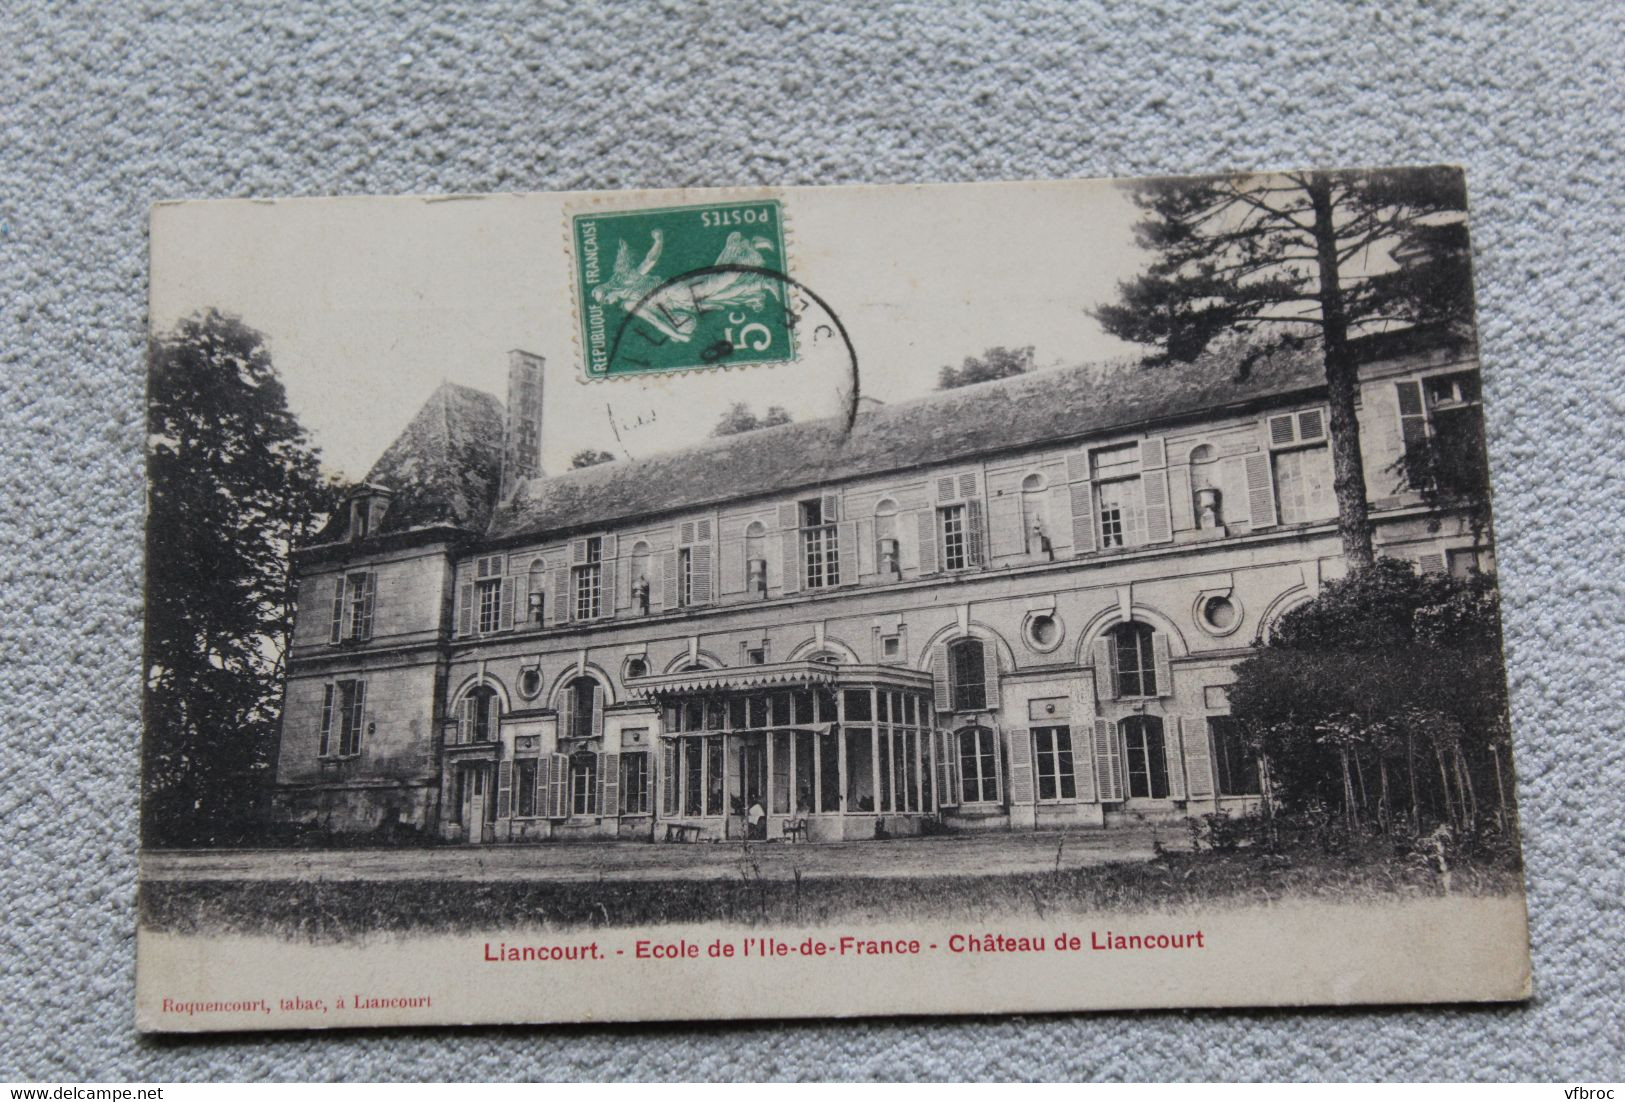 POSTES
REPUBLIQUE FRANÇAISE
5c
ILLE
Liancourt. - Ecole de l'Ile-de-France - Château de Liancourt
Roquencourt, tabac, à Liancourt
www.delcampe.net
vfbroc